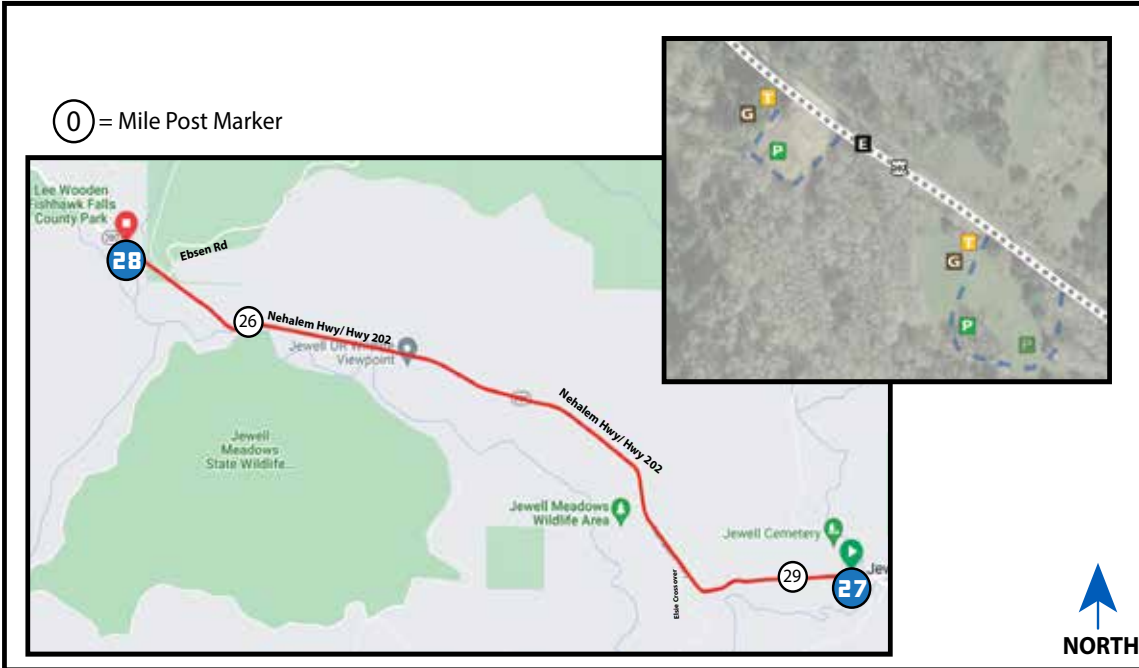 0 = Mile Post Marker
T
G
P
E
T
G
P
P
Lee Wooden
Fishhawk Falls
County Park
28
Ebsen Rd
26
Nehalem Hwy/ Hwy 202
Viewpoint
Nehalem Hwy/ Hwy 202
Jewell
Meadows
State Wildlife...
Jewell Meadows
Wildlife Area
Elsie Crossover
Jewell Cemetery
29
27
Jew
NORTH